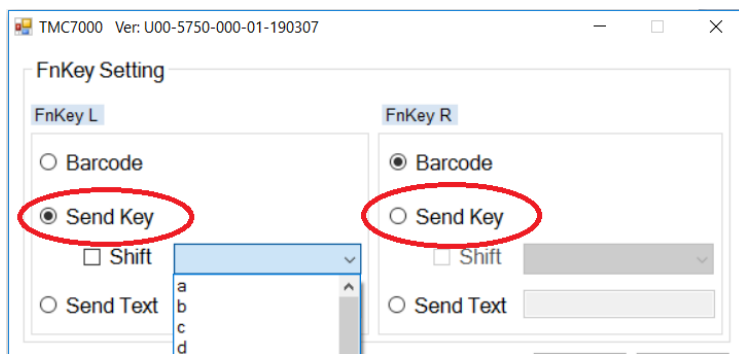 TMC7000 Ver: U00-5750-000-01-190307
FnKey Setting
FnKey L
Barcode
Send Key
Shift
a
b
c
d
Send Text
FnKey R
Barcode
Send Key
Shift
Send Text